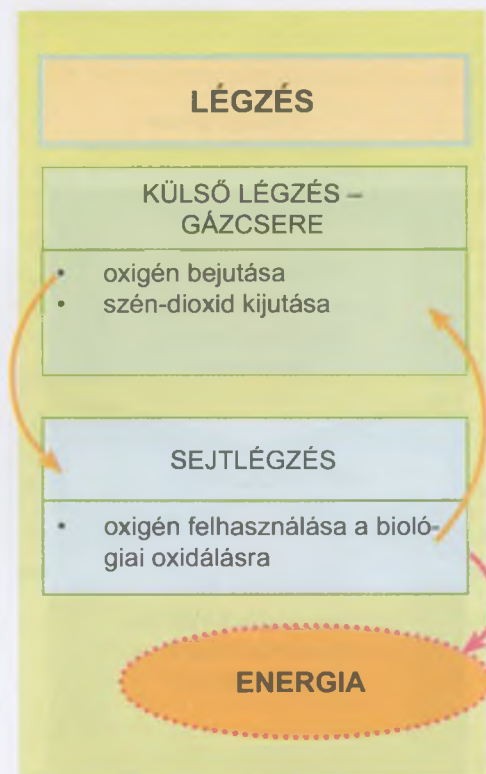 LÉGZÉS
KÜLSŐ LÉGZÉS –
GÁZCSERE
• oxigén bejutása
• szén-dioxid kijutása
SEJTLÉGZÉS
• oxigén felhasználása a bioló-
giai oxidálásra
ENERGIA